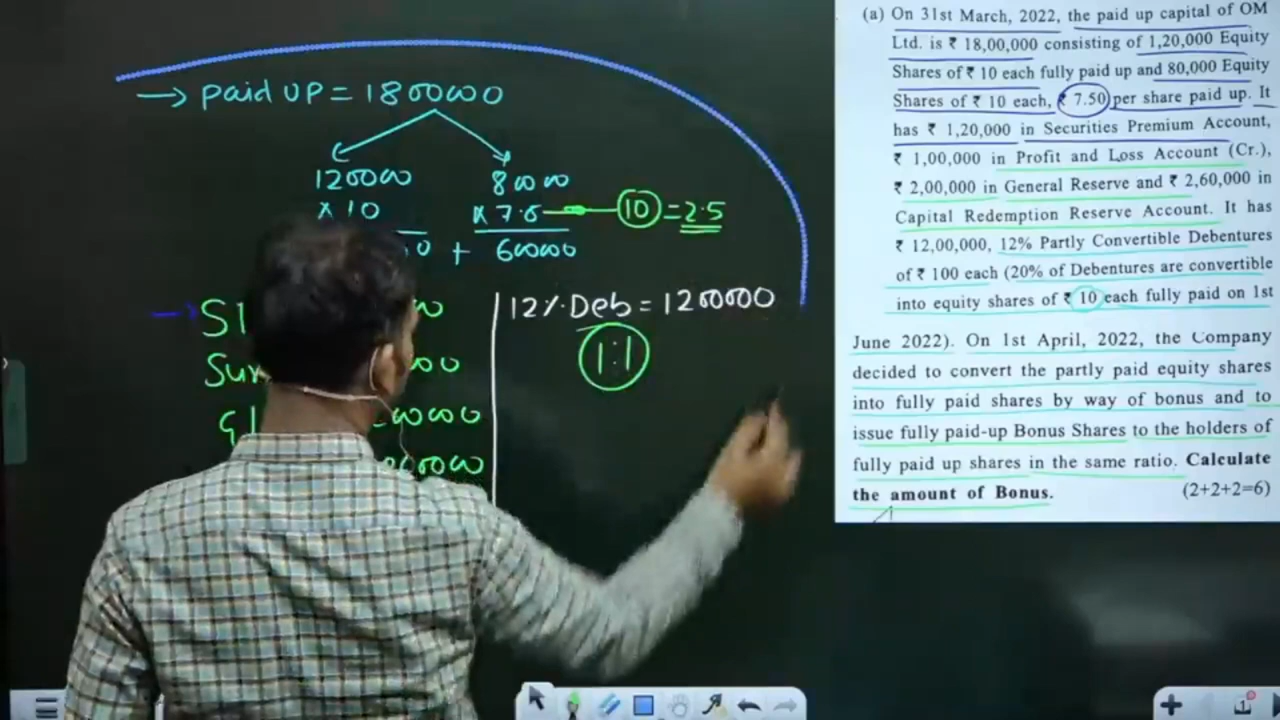 → Paid UP = 1800000
120000
80000
× 10
× 7.5
10 = 2.5
0 + 600000
12% Deb = 1200000
1:1
(a) On 31st March, 2022, the paid up capital of OM
Ltd. is ₹ 18,00,000 consisting of 1,20,000 Equity
Shares of ₹ 10 each fully paid up and 80,000 Equity
Shares of ₹ 10 each, ₹ 7.50 per share paid up. It
has ₹ 1,20,000 in Securities Premium Account,
₹ 1,00,000 in Profit and Loss Account (Cr.),
₹ 2,00,000 in General Reserve and ₹ 2,60,000 in
Capital Redemption Reserve Account. It has
₹ 12,00,000, 12% Partly Convertible Debentures
of ₹ 100 each (20% of Debentures are convertible
into equity shares of ₹ 10 each fully paid on 1st
June 2022). On 1st April, 2022, the Company
decided to convert the partly paid equity shares
into fully paid shares by way of bonus and to
issue fully paid-up Bonus Shares to the holders of
fully paid up shares in the same ratio. Calculate
the amount of Bonus. (2+2+2=6)